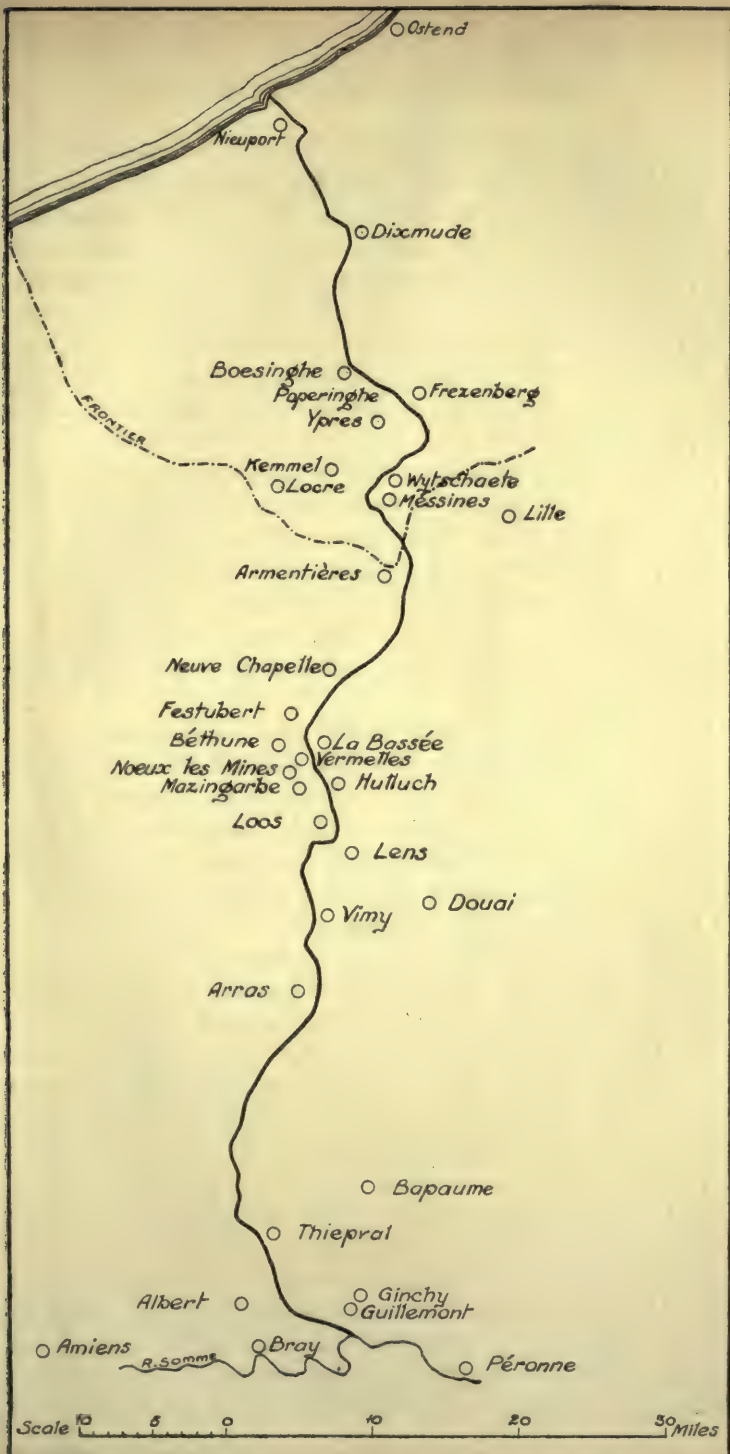 Ostend
Nieuport
Dixmude
Boesinghe
Poperinghe
Frezenberg
Ypres
FRONTIER
Kemmel
Wytschaete
Locre
Messines
Lille
Armentières
Neuve Chapelle
Festubert
Béthune
La Bassée
Vermelles
Noeux les Mines
Mazingarbe
Hulluch
Loos
Lens
Douai
Vimy
Arras
Bapaume
Thiepval
Ginchy
Albert
Guillemont
Amiens
Bray
R. SOMME
Péronne
Scale 10 5 0 10 20 30 Miles